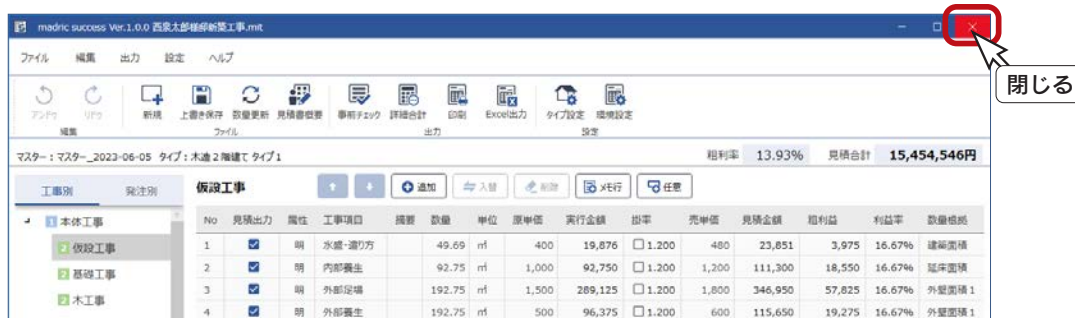 madric success Ver.1.0.0 西泉太郎様邸新築工事.mit
ファイル 編集 出力 設定 ヘルプ
閉じる
アンドゥ リドゥ 新規 上書き保存 数量更新 見積書概要 事前チェック 詳細合計 印刷 Excel出力 タイプ設定 環境設定
編集 ファイル 出力 設定
マスター : マスター_2023-06-05 タイプ : 木造2階建て タイプ1 粗利率 13.93% 見積合計 15,454,546円
工事別 発注別 仮設工事 追加 入替 削除 メモ行 任意
1 本体工事 No 見積出力 属性 工事項目 摘要 数量 単位 原単価 実行金額 掛率 売単価 見積金額 粗利益 利益率 数量根拠
2 仮設工事 1 明 水盛・遣り方 49.69 ㎡ 400 19,876 1.200 480 23,851 3,975 16.67% 建築面積
2 基礎工事 2 明 内部養生 92.75 ㎡ 1,000 92,750 1.200 1,200 111,300 18,550 16.67% 延床面積
2 木工事 3 明 外部足場 192.75 ㎡ 1,500 289,125 1.200 1,800 346,950 57,825 16.67% 外壁面積1
4 明 外部養生 192.75 ㎡ 500 96,375 1.200 600 115,650 19,275 16.67% 外壁面積1